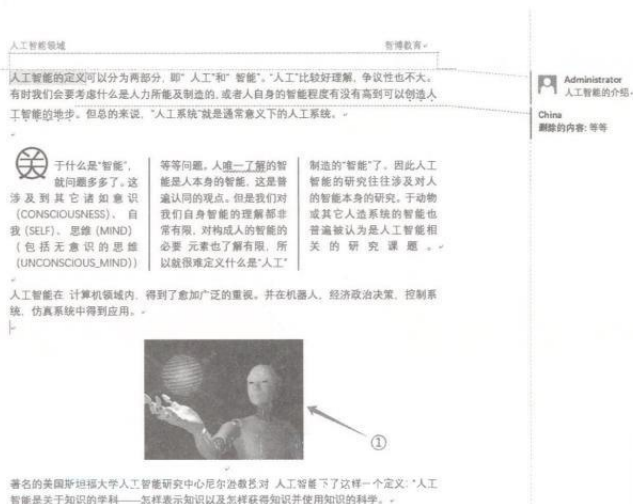 人工智能领域 智博教育
人工智能的定义可以分为两部分，即“ 人工”和“ 智能”。“人工”比较好理解，争议性也不大。
有时我们会要考虑什么是人力所能及制造的，或者人自身的智能程度有没有高到可以创造人
工智能的地步。但总的来说，“人工系统”就是通常意义下的人工系统。
Administrator
人工智能的介绍
China
删除的内容: 等等
关
于什么是“智能”，
就问题多多了。这
涉及到其它诸如意识
(CONSCIOUSNESS)、 自
我 (SELF)、 思维 (MIND)
(包括无意识的思维
(UNCONSCIOUS_MIND))
等等问题。人唯一了解的智
能是人本身的智能，这是普
遍认同的观点。但是我们对
我们自身智能的理解都非
常有限，对构成人的智能的
必要 元素也了解有限，所
以就很难定义什么是“人工”
制造的“智能”了。因此人工
智能的研究往往涉及对人
的智能本身的研究。于动物
或其它人造系统的智能也
普遍被认为是人工智能相
关的研究课题。
人工智能在 计算机领域内，得到了愈加广泛的重视。并在机器人、经济政治决策、控制系
统、仿真系统中得到应用。
①
著名的美国斯坦福大学人工智能研究中心尼尔逊教授对 人工智能下了这样一个定义:“人工
智能是关于知识的学科——怎样表示知识以及怎样获得知识并使用知识的科学。